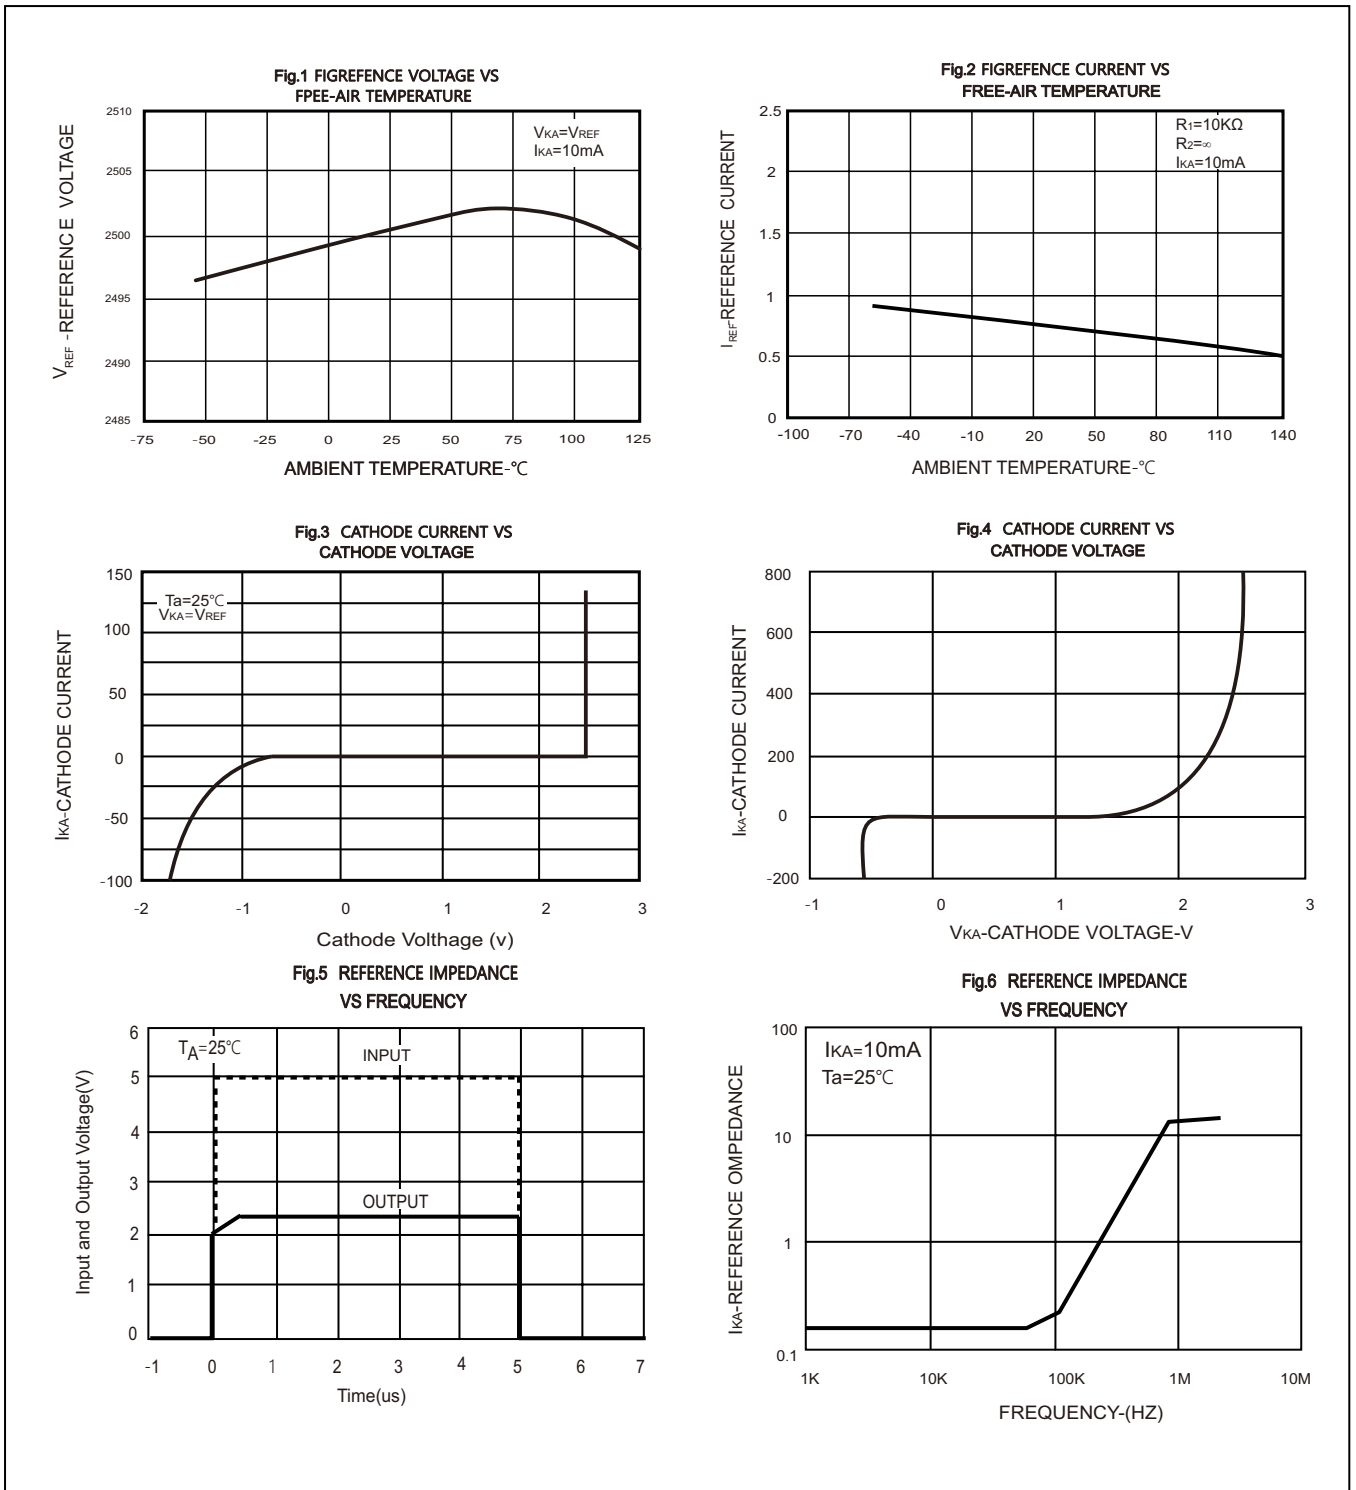 Fig.1 FIGREFENCE VOLTAGE VS
FPEE-AIR TEMPERATURE
VREF -REFERENCE VOLTAGE
2510
2505
2500
2495
2490
2485
VKA=VREF
IKA=10mA
-75 -50 -25 0 25 50 75 100 125
AMBIENT TEMPERATURE-℃
Fig.2 FIGREFENCE CURRENT VS
FREE-AIR TEMPERATURE
IREF-REFERENCE CURRENT
2.5
2
1.5
1
0.5
0
R1=10KΩ
R2=∞
IKA=10mA
-100 -70 -40 -10 20 50 80 110 140
AMBIENT TEMPERATURE-℃
Fig.3 CATHODE CURRENT VS
CATHODE VOLTAGE
IKA-CATHODE CURRENT
150
100
50
0
-50
-100
Ta=25℃
VKA=VREF
-2 -1 0 1 2 3
Cathode Volthage (v)
Fig.4 CATHODE CURRENT VS
CATHODE VOLTAGE
IKA-CATHODE CURRENT
800
600
400
200
0
-200
-1 0 1 2 3
VKA-CATHODE VOLTAGE-V
Fig.5 REFERENCE IMPEDANCE
VS FREQUENCY
Input and Output Voltage(V)
6
5
4
3
2
1
0
TA=25℃
INPUT
OUTPUT
-1 0 1 2 3 4 5 6 7
Time(us)
Fig.6 REFERENCE IMPEDANCE
VS FREQUENCY
IKA-REFERENCE OMPEDANCE
100
10
1
0.1
IKA=10mA
Ta=25℃
1K 10K 100K 1M 10M
FREQUENCY-(HZ)